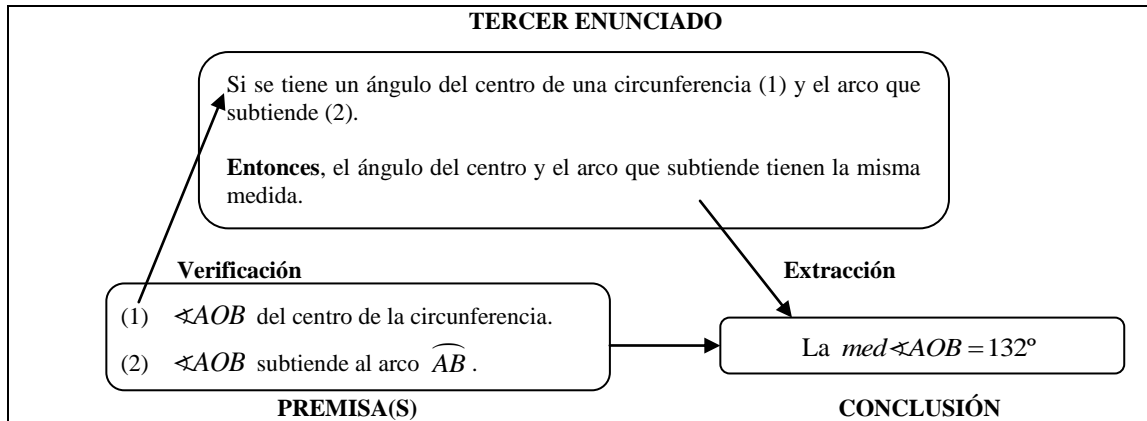 TERCER ENUNCIADO
Si se tiene un ángulo del centro de una circunferencia (1) y el arco que
subtiende (2).
Entonces, el ángulo del centro y el arco que subtiende tienen la misma
medida.
Verificación
Extracción
(1) ∢AOB del centro de la circunferencia.
(2) ∢AOB subtiende al arco \widehat{AB}.
La med∢AOB = 132º
PREMISA(S)
CONCLUSIÓN